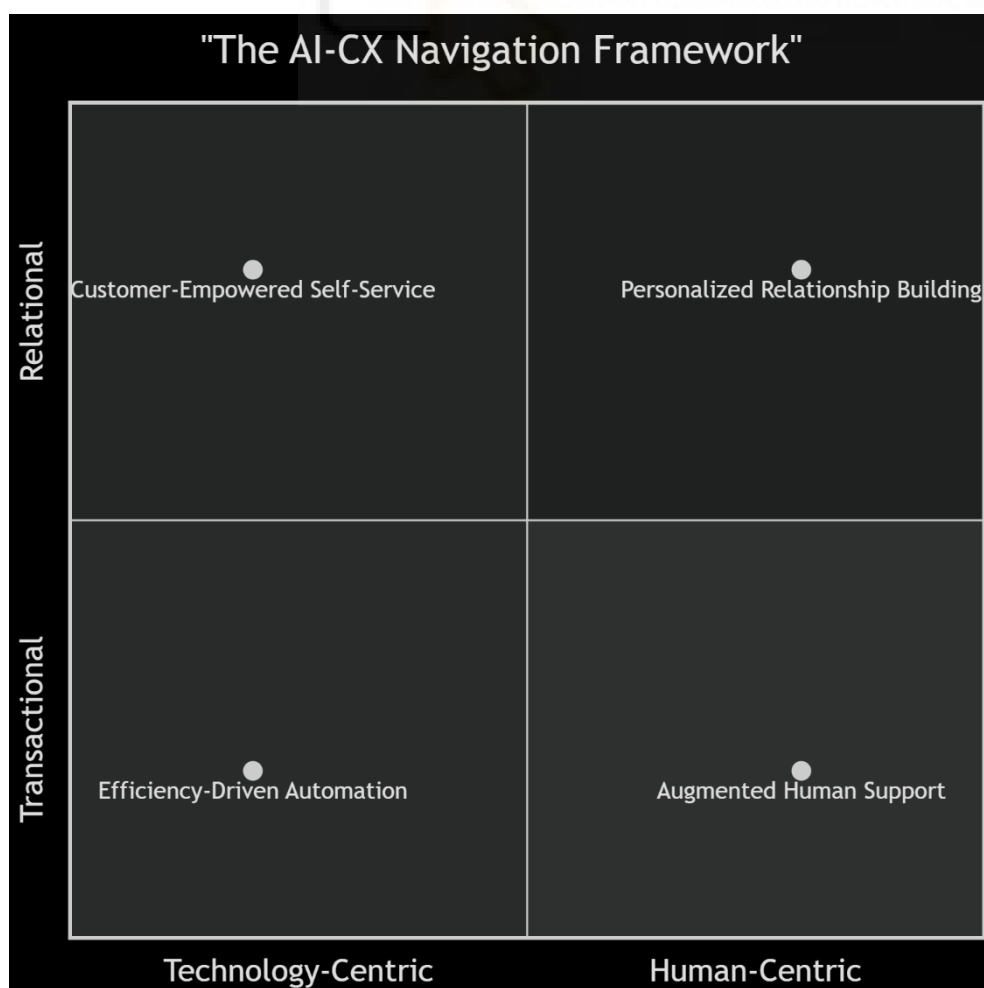 "The AI-CX Navigation Framework"
Relational
Customer-Empowered Self-Service
Personalized Relationship Building
Transactional
Efficiency-Driven Automation
Augmented Human Support
Technology-Centric
Human-Centric